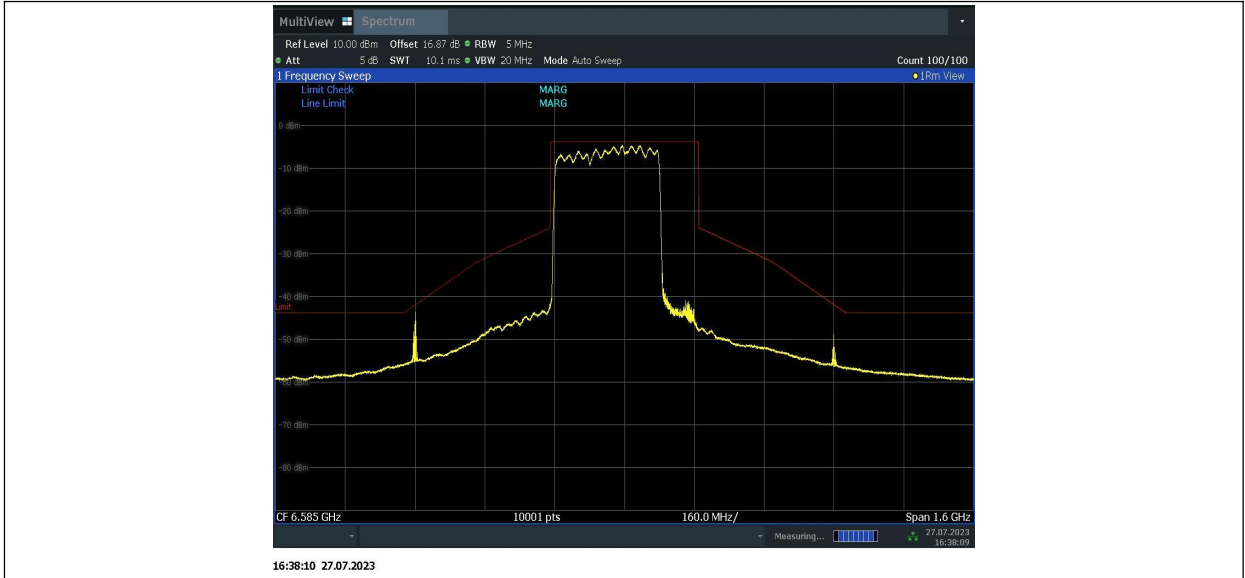 MultiView Spectrum
Ref Level 10.00 dBm Offset 16.87 dB RBW 5 MHz
Att 5 dB SWT 10.1 ms VBW 20 MHz Mode Auto Sweep Count 100/100
1 Frequency Sweep 1Rm View
Limit Check MARG
Line Limit MARG
0 dBm
-10 dBm
-20 dBm
-30 dBm
-40 dBm
Limit
-50 dBm
-60 dBm
-70 dBm
-80 dBm
CF 6.585 GHz 10001 pts 160.0 MHz/ Span 1.6 GHz
Measuring... 27.07.2023
16:38:09
16:38:10 27.07.2023